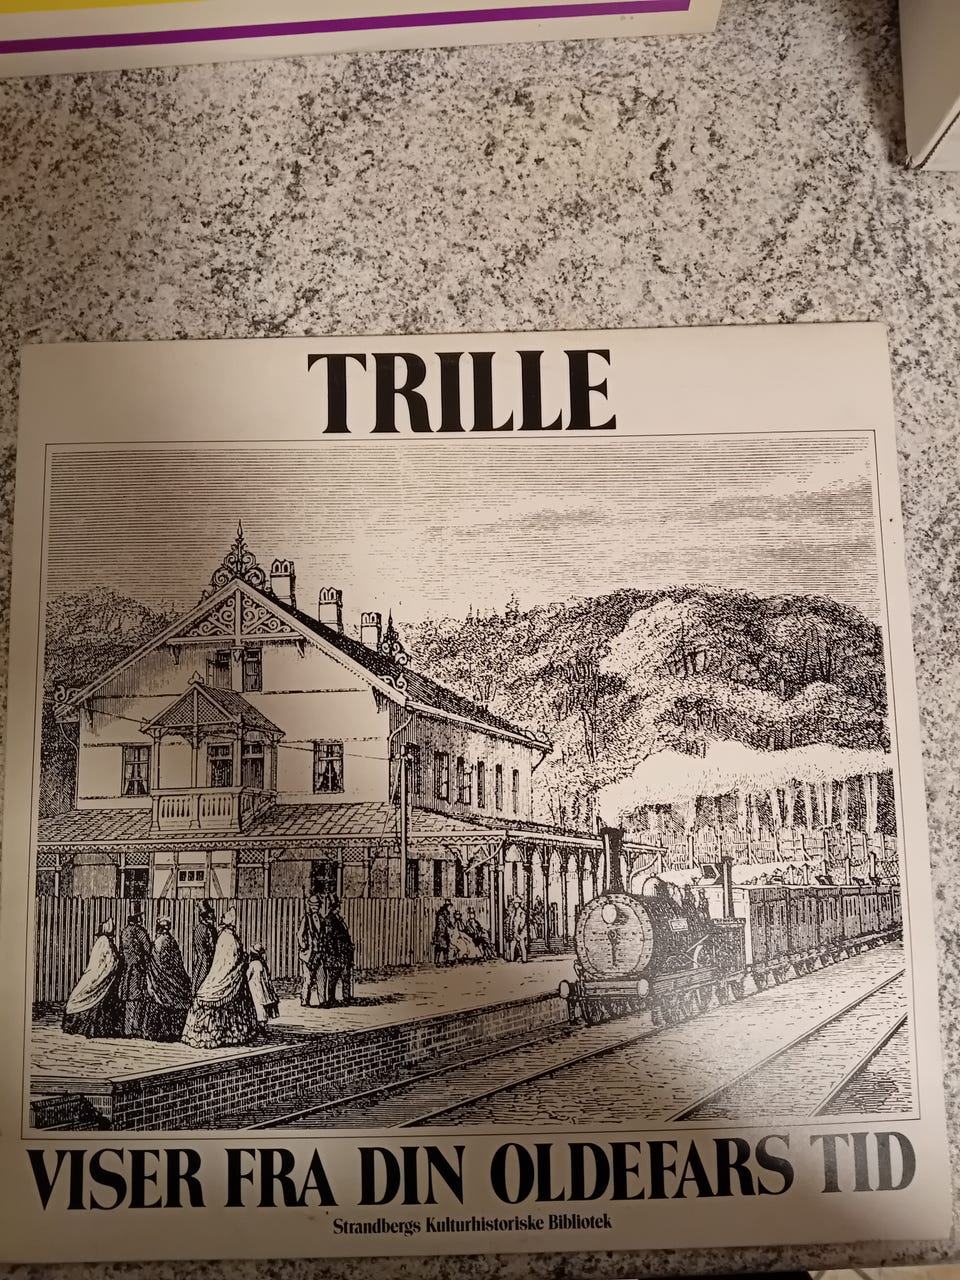 TRILLE
VISER FRA DIN OLDEFARS TID
Strandbergs Kulturhistoriske Bibliotek